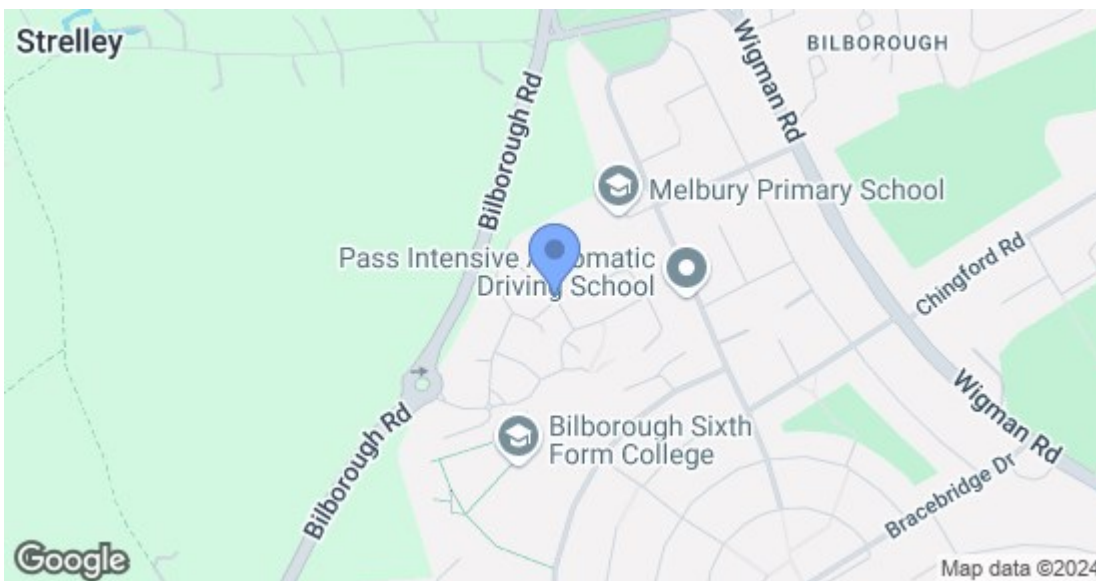 Strelley
BILBOROUGH
Wigman Rd
Bilborough Rd
Melbury Primary School
Pass Intensive Automatic
Driving School
Chingford Rd
Wigman Rd
Bilborough Sixth
Form College
Bilborough Rd
Bracebridge Dr
Google
Map data ©2024